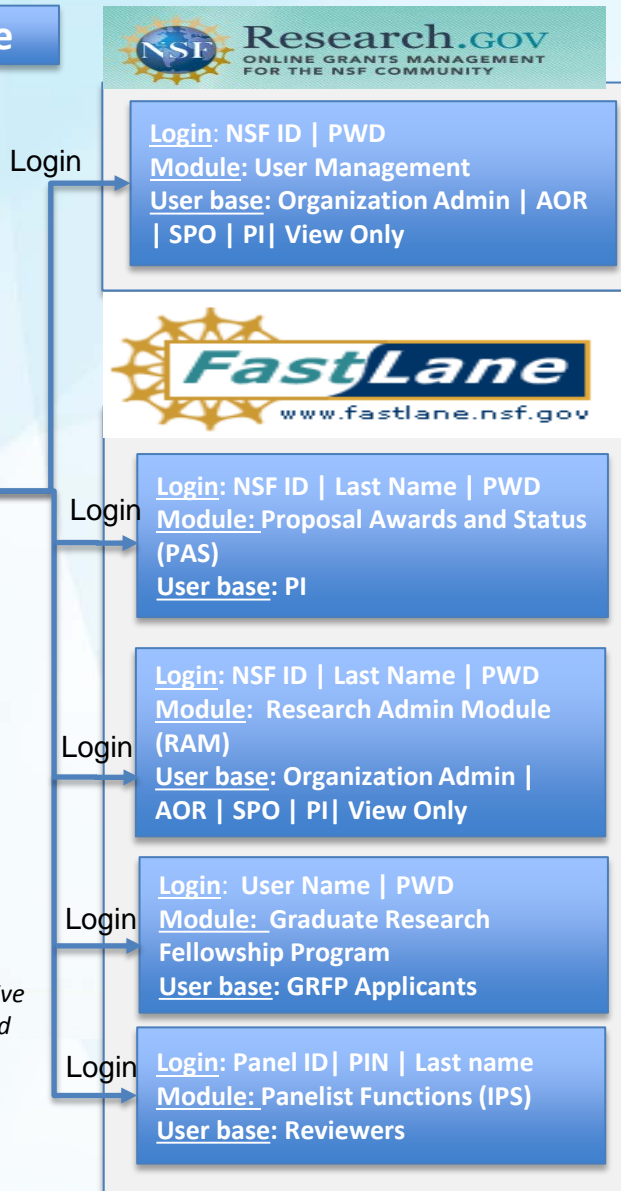 e
NSF
Research.gov
ONLINE GRANTS MANAGEMENT
FOR THE NSF COMMUNITY
Login
Login: NSF ID | PWD
Module: User Management
User base: Organization Admin | AOR
| SPO | PI| View Only
FastLane
www.fastlane.nsf.gov
Login
Login: NSF ID | Last Name | PWD
Module: Proposal Awards and Status
(PAS)
User base: PI
Login
Login: NSF ID | Last Name | PWD
Module: Research Admin Module
(RAM)
User base: Organization Admin |
AOR | SPO | PI| View Only
Login
Login: User Name | PWD
Module: Graduate Research
Fellowship Program
User base: GRFP Applicants
ve
d
Login
Login: Panel ID| PIN | Last name
Module: Panelist Functions (IPS)
User base: Reviewers